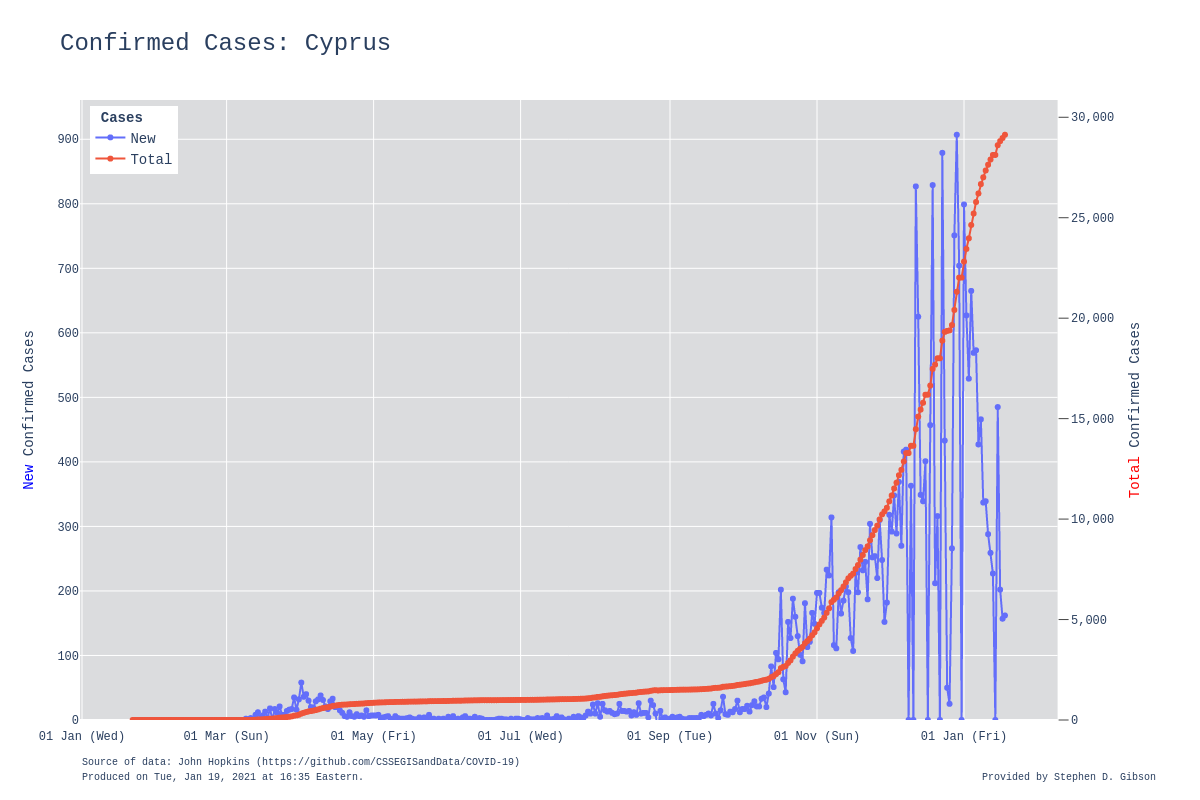 Confirmed Cases: Cyprus
Cases
New
Total
900
800
700
600
500
400
300
200
100
0
30,000
25,000
20,000
15,000
10,000
5,000
0
New Confirmed Cases
Total Confirmed Cases
01 Jan (Wed) 01 Mar (Sun) 01 May (Fri) 01 Jul (Wed) 01 Sep (Tue) 01 Nov (Sun) 01 Jan (Fri)
Source of data: John Hopkins (https://github.com/CSSEGISandData/COVID-19)
Produced on Tue, Jan 19, 2021 at 16:35 Eastern.
Provided by Stephen D. Gibson